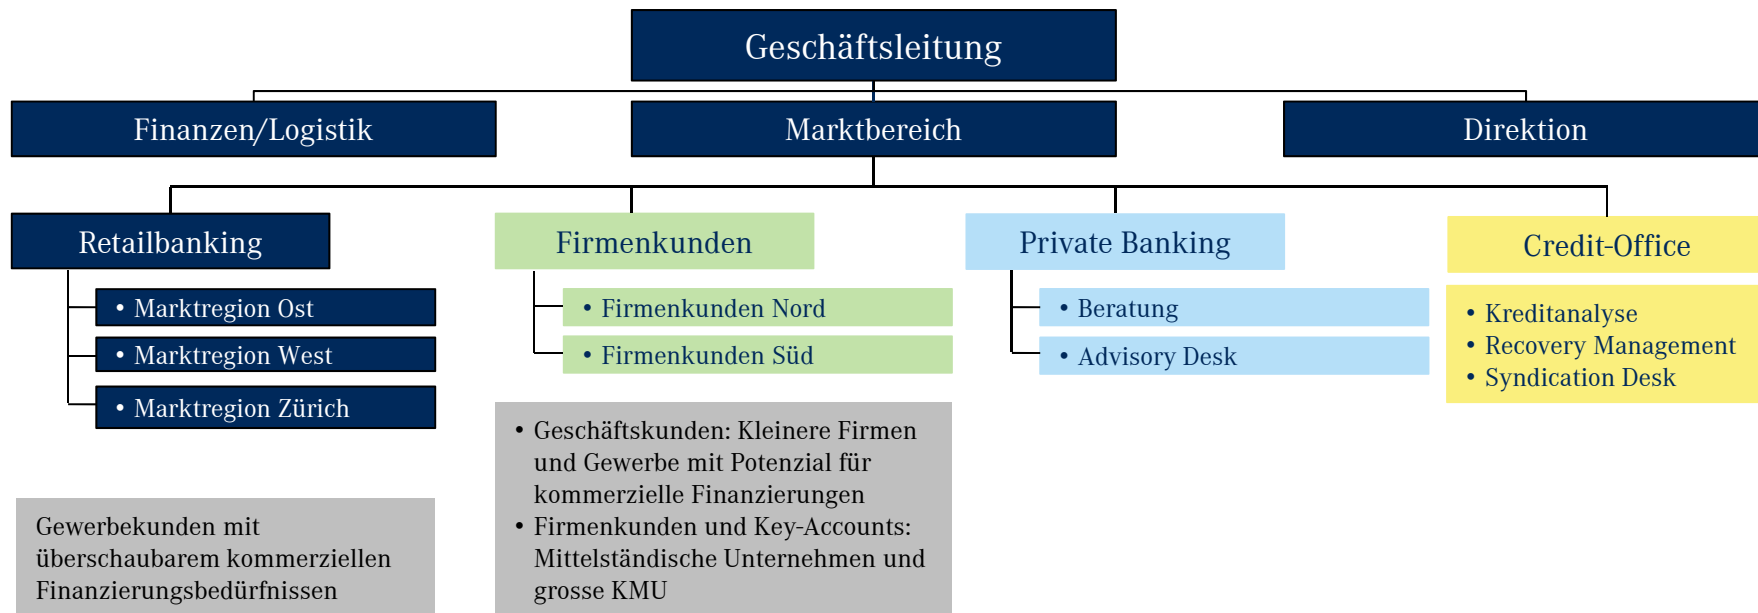 Geschäftsleitung
Finanzen/Logistik
Marktbereich
Direktion
Retailbanking
• Marktregion Ost
• Marktregion West
• Marktregion Zürich
Gewerbekunden mit
überschaubarem kommerziellen
Finanzierungsbedürfnissen
Firmenkunden
• Firmenkunden Nord
• Firmenkunden Süd
• Geschäftskunden: Kleinere Firmen
und Gewerbe mit Potenzial für
kommerzielle Finanzierungen
• Firmenkunden und Key-Accounts:
Mittelständische Unternehmen und
grosse KMU
Private Banking
• Beratung
• Advisory Desk
Credit-Office
• Kreditanalyse
• Recovery Management
• Syndication Desk